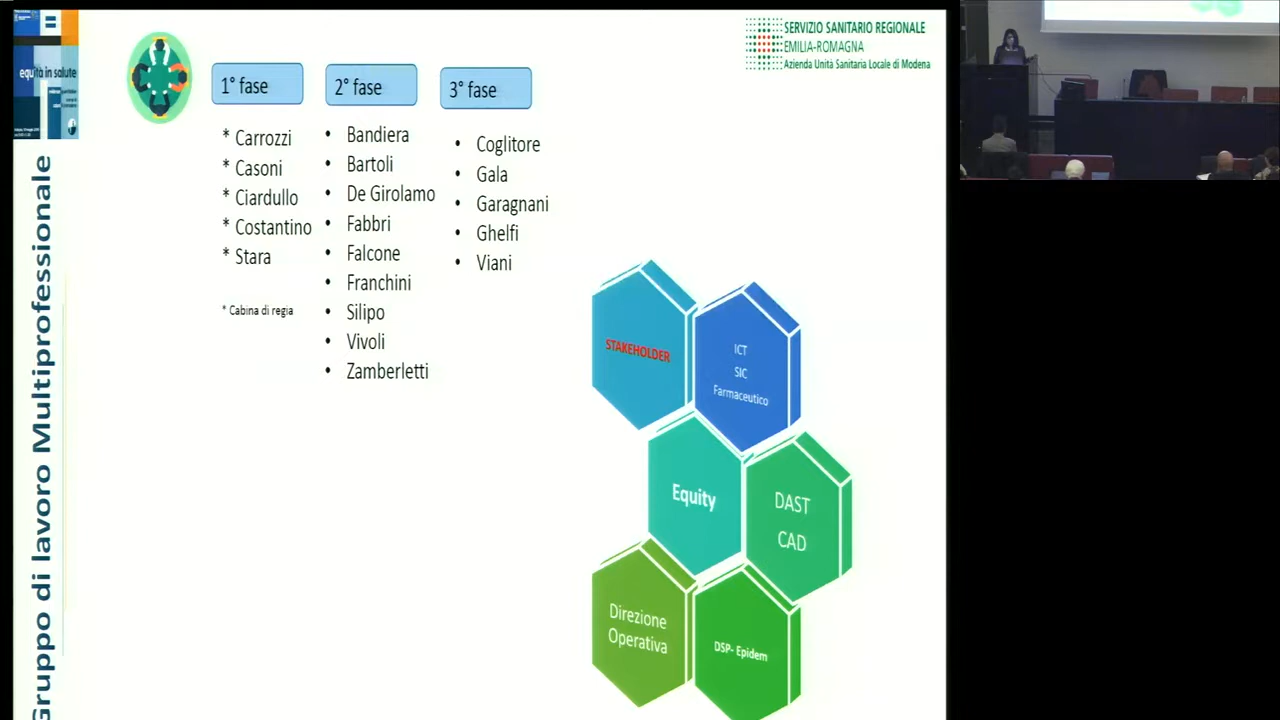 equità in salute
SERVIZIO SANITARIO REGIONALE
EMILIA-ROMAGNA
Azienda Unità Sanitaria Locale di Modena
Gruppo di lavoro Multiprofessionale
1° fase
* Carrozzi
* Casoni
* Ciardullo
* Costantino
* Stara
* Cabina di regia
2° fase
• Bandiera
• Bartoli
• De Girolamo
• Fabbri
• Falcone
• Franchini
• Silipo
• Vivoli
• Zamberletti
3° fase
• Coglitore
• Gala
• Garagnani
• Ghelfi
• Viani
STAKEHOLDER
ICT
SIC
Farmaceutico
Equity
DAST
CAD
Direzione
Operativa
DSP- Epidem